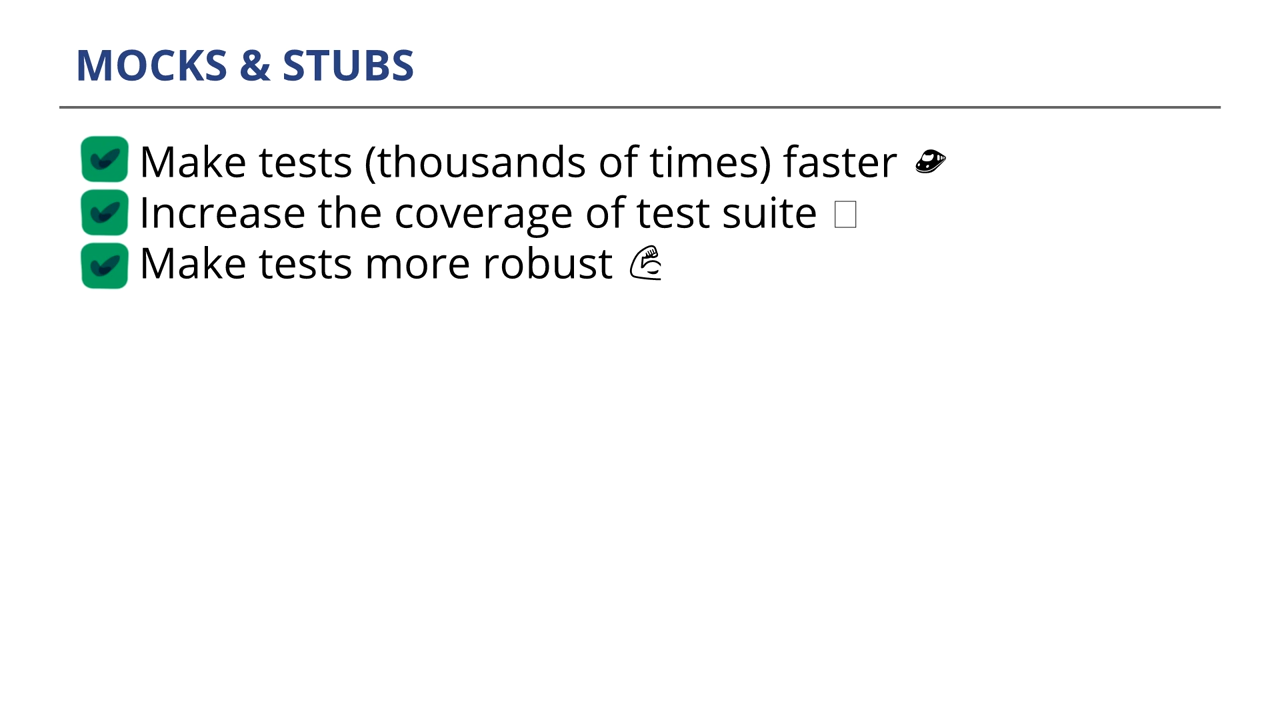 MOCKS & STUBS
✅ Make tests (thousands of times) faster 🚄
✅ Increase the coverage of test suite
✅ Make tests more robust 💪